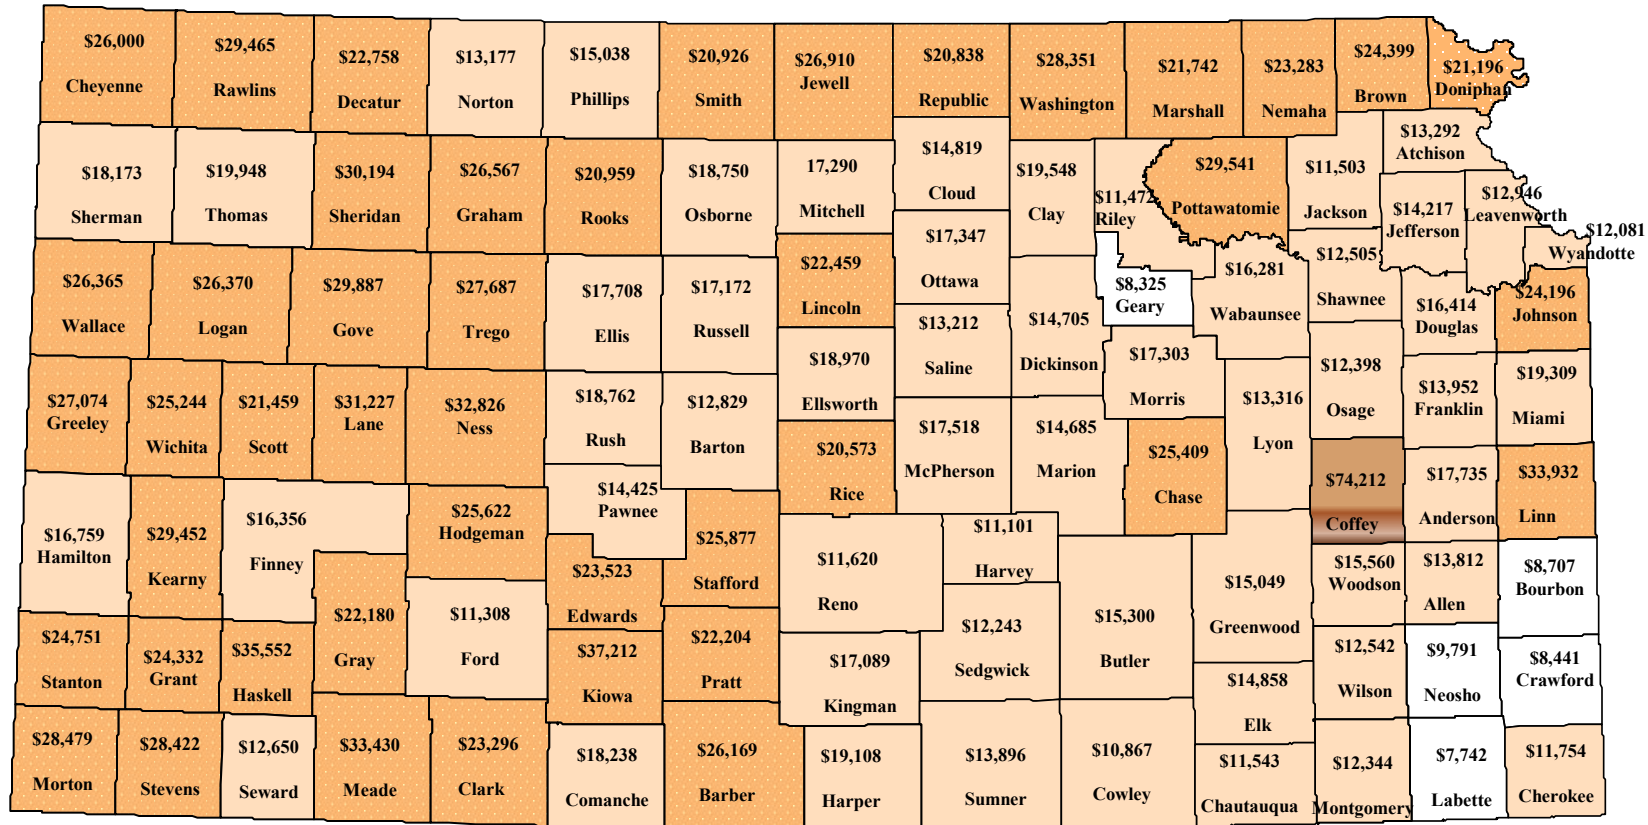 $26,000
Cheyenne
$29,465
Rawlins
$22,758
Decatur
$13,177
Norton
$15,038
Phillips
$20,926
Smith
$26,910
Jewell
$20,838
Republic
$28,351
Washington
$21,742
Marshall
$23,283
Nemaha
$24,399
Brown
$21,196
Doniphan
$18,173
Sherman
$19,948
Thomas
$30,194
Sheridan
$26,567
Graham
$20,959
Rooks
$18,750
Osborne
17,290
Mitchell
$14,819
Cloud
$19,548
Clay
$11,472
Riley
$29,541
Pottawatomie
$11,503
Jackson
$13,292
Atchison
$14,217
Jefferson
$12,946
Leavenworth
$12,081
Wyandotte
$26,365
Wallace
$26,370
Logan
$29,887
Gove
$27,687
Trego
$17,708
Ellis
$17,172
Russell
$22,459
Lincoln
$17,347
Ottawa
$8,325
Geary
$16,281
Wabaunsee
$12,505
Shawnee
$16,414
Douglas
$24,196
Johnson
$18,970
Ellsworth
$13,212
Saline
$14,705
Dickinson
$17,303
Morris
$12,398
Osage
$13,952
Franklin
$19,309
Miami
$27,074
Greeley
$25,244
Wichita
$21,459
Scott
$31,227
Lane
$32,826
Ness
$18,762
Rush
$12,829
Barton
$20,573
Rice
$17,518
McPherson
$14,685
Marion
$25,409
Chase
$13,316
Lyon
$74,212
Coffey
$17,735
Anderson
$33,932
Linn
$16,759
Hamilton
$29,452
Kearny
$16,356
Finney
$25,622
Hodgeman
$14,425
Pawnee
$25,877
Stafford
$23,523
Edwards
$11,620
Reno
$11,101
Harvey
$15,300
Butler
$15,049
Greenwood
$15,560
Woodson
$13,812
Allen
$8,707
Bourbon
$24,751
Stanton
$24,332
Grant
$35,552
Haskell
$22,180
Gray
$11,308
Ford
$37,212
Kiowa
$22,204
Pratt
$17,089
Kingman
$12,243
Sedgwick
$14,858
Elk
$12,542
Wilson
$9,791
Neosho
$8,441
Crawford
$28,479
Morton
$28,422
Stevens
$12,650
Seward
$33,430
Meade
$23,296
Clark
$18,238
Comanche
$26,169
Barber
$19,108
Harper
$13,896
Sumner
$10,867
Cowley
$11,543
Chautauqua
$12,344
Montgomery
$7,742
Labette
$11,754
Cherokee